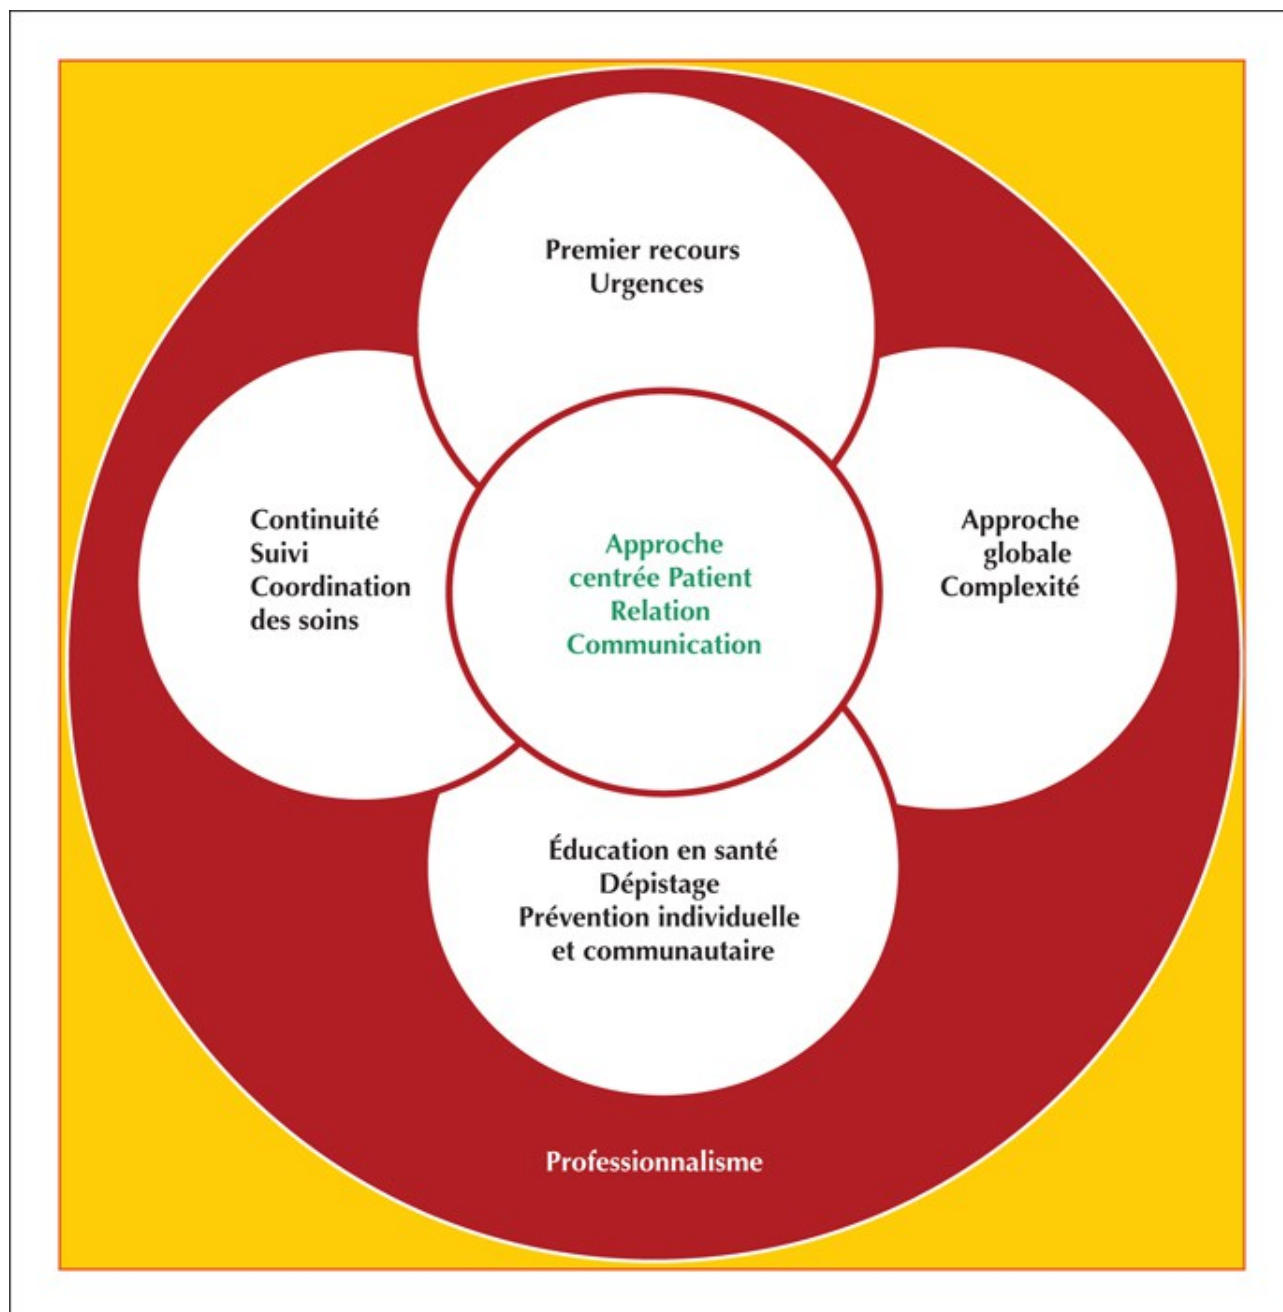 Premier recours
Urgences
Continuité
Suivi
Coordination
des soins
Approche
centrée Patient
Relation
Communication
Approche
globale
Complexité
Éducation en santé
Dépistage
Prévention individuelle
et communautaire
Professionnalisme